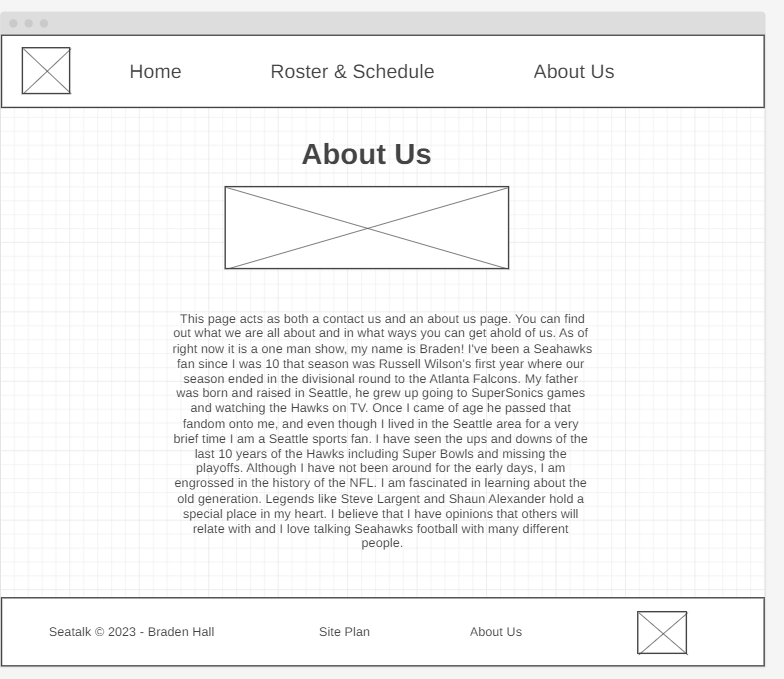 Home Roster & Schedule About Us
About Us
This page acts as both a contact us and an about us page. You can find
out what we are all about and in what ways you can get ahold of us. As of
right now it is a one man show, my name is Braden! I've been a Seahawks
fan since I was 10 that season was Russell Wilson's first year where our
season ended in the divisional round to the Atlanta Falcons. My father
was born and raised in Seattle, he grew up going to SuperSonics games
and watching the Hawks on TV. Once I came of age he passed that
fandom onto me, and even though I lived in the Seattle area for a very
brief time I am a Seattle sports fan. I have seen the ups and downs of the
last 10 years of the Hawks including Super Bowls and missing the
playoffs. Although I have not been around for the early days, I am
engrossed in the history of the NFL. I am fascinated in learning about the
old generation. Legends like Steve Largent and Shaun Alexander hold a
special place in my heart. I believe that I have opinions that others will
relate with and I love talking Seahawks football with many different
people.
Seatalk © 2023 - Braden Hall Site Plan About Us